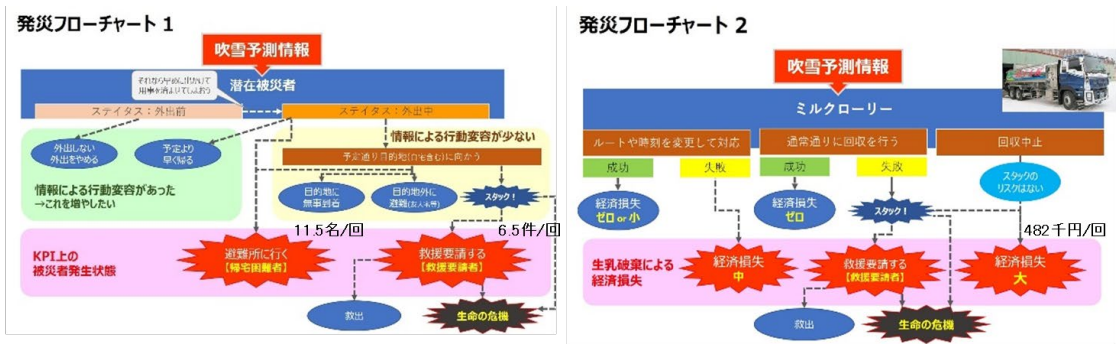 発災フローチャート 1
吹雪予測情報
それなら早めに出かけて
用事を済ませてしまおう
潜在被災者
ステイタス：外出前
ステイタス：外出中
外出しない
外出をやめる
予定より
早く帰る
情報による行動変容があった
→これを増やしたい
情報による行動変容が少ない
予定通り目的地(自宅含む)に向かう
目的地に
無事到着
目的地外に
避難(友人宅等)
スタック！
11.5名/回
6.5件/回
KPI上の
被災者発生状態
避難所に行く
【帰宅困難者】
救援要請する
【救援要請者】
救出
生命の危機
発災フローチャート 2
吹雪予測情報
ミルクローリー
ルートや時刻を変更して対応
通常通りに回収を行う
回収中止
成功
失敗
成功
失敗
経済損失
ゼロ or 小
経済損失
ゼロ
スタック！
スタックの
リスクはない
482千円/回
生乳破棄による
経済損失
経済損失
中
救援要請する
【救援要請者】
経済損失
大
救出
生命の危機